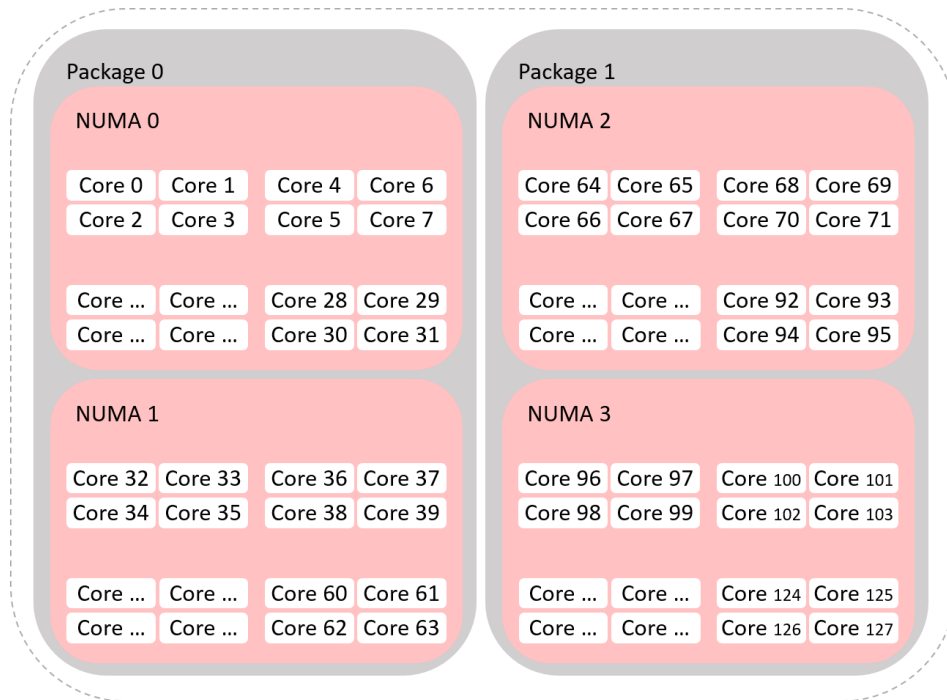 Package 0
NUMA 0
Core 0 Core 1 Core 4 Core 6
Core 2 Core 3 Core 5 Core 7
Core ... Core ... Core 28 Core 29
Core ... Core ... Core 30 Core 31
NUMA 1
Core 32 Core 33 Core 36 Core 37
Core 34 Core 35 Core 38 Core 39
Core ... Core ... Core 60 Core 61
Core ... Core ... Core 62 Core 63
Package 1
NUMA 2
Core 64 Core 65 Core 68 Core 69
Core 66 Core 67 Core 70 Core 71
Core ... Core ... Core 92 Core 93
Core ... Core ... Core 94 Core 95
NUMA 3
Core 96 Core 97 Core 100 Core 101
Core 98 Core 99 Core 102 Core 103
Core ... Core ... Core 124 Core 125
Core ... Core ... Core 126 Core 127